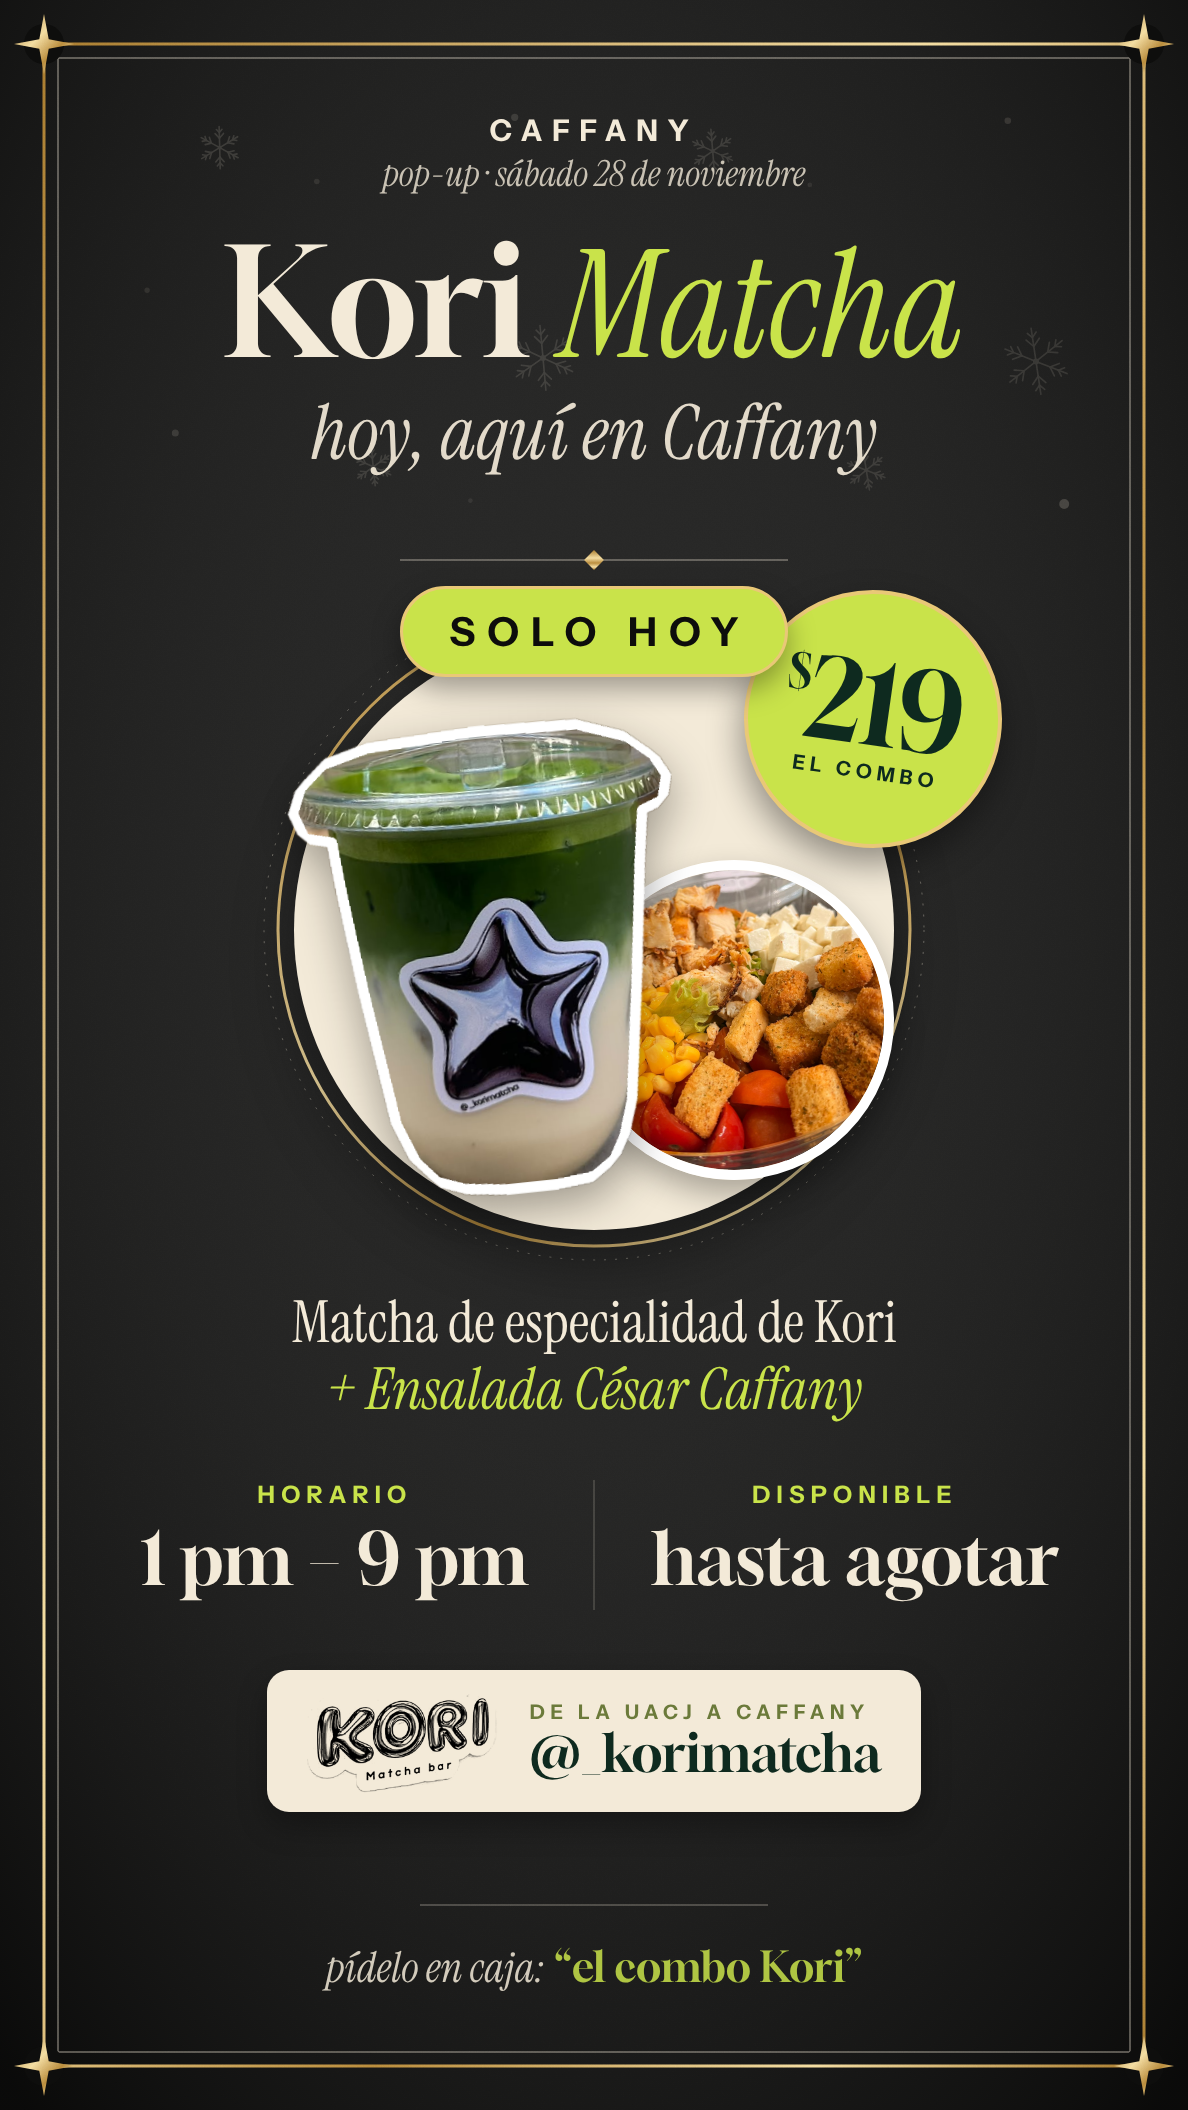 CAFFANY
pop-up · sábado 28 de noviembre
Kori Matcha
hoy, aquí en Caffany
SOLO HOY
$219
EL COMBO
@_korimatcha
Matcha de especialidad de Kori
+ Ensalada César Caffany
HORARIO
1 pm – 9 pm
DISPONIBLE
hasta agotar
KORI
Matcha bar
DE LA UACJ A CAFFANY
@_korimatcha
pídelo en caja: “el combo Kori”